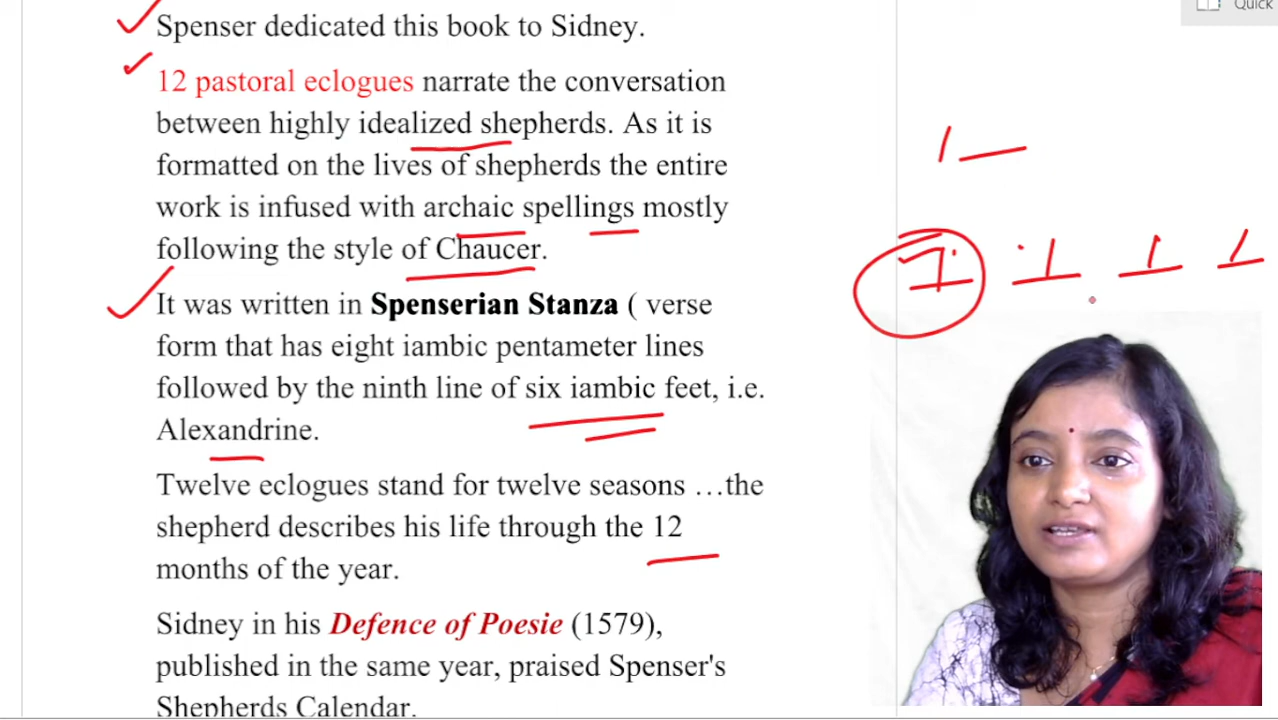 Quick
Spenser dedicated this book to Sidney.
12 pastoral eclogues narrate the conversation
between highly idealized shepherds. As it is
formatted on the lives of shepherds the entire
work is infused with archaic spellings mostly
following the style of Chaucer.
It was written in Spenserian Stanza ( verse
form that has eight iambic pentameter lines
followed by the ninth line of six iambic feet, i.e.
Alexandrine.
Twelve eclogues stand for twelve seasons …the
shepherd describes his life through the 12
months of the year.
Sidney in his Defence of Poesie (1579),
published in the same year, praised Spenser's
Shepherds Calendar.